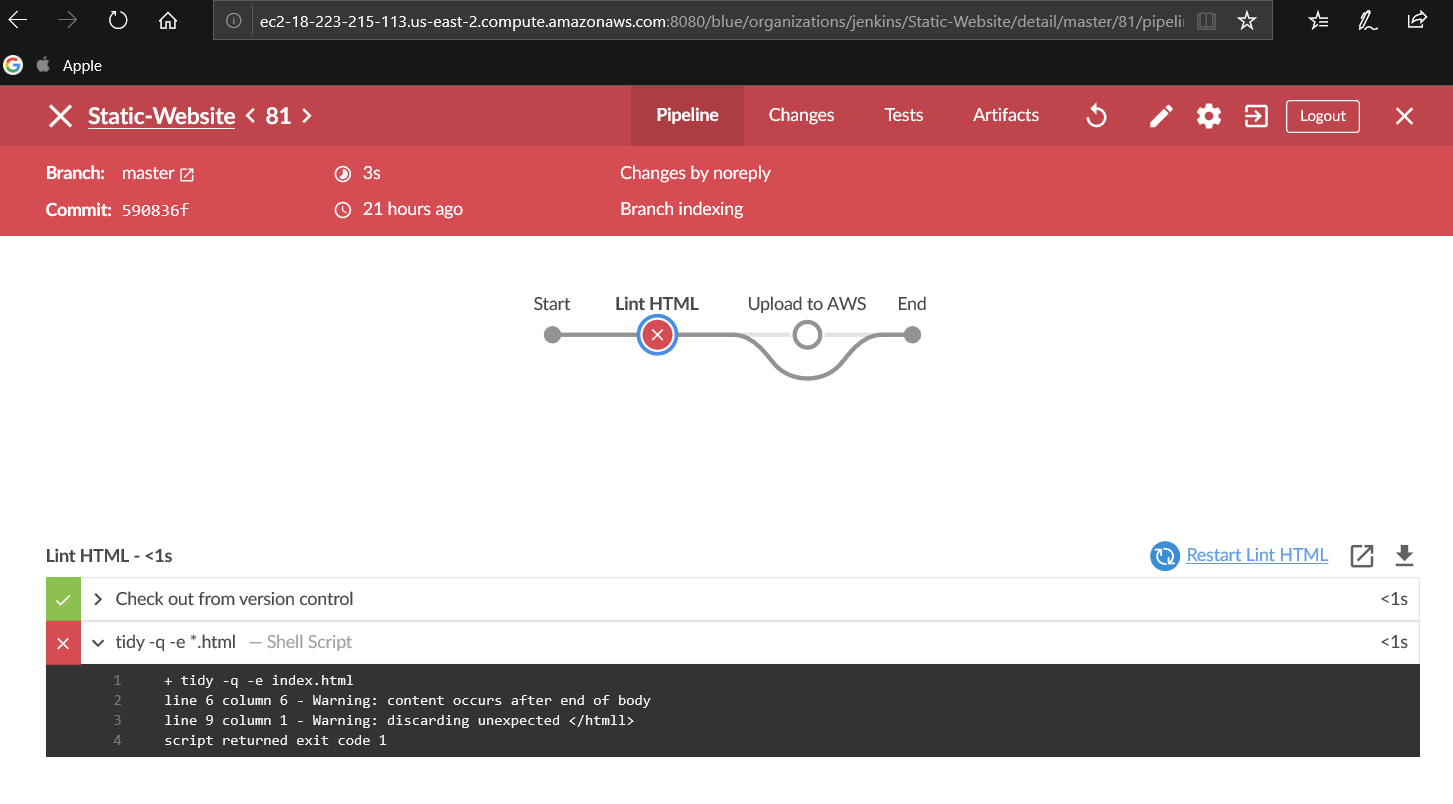 ec2-18-223-215-113.us-east-2.compute.amazonaws.com:8080/blue/organizations/jenkins/Static-Website/detail/master/81/pipeli
Apple
Static-Website < 81 >
Pipeline Changes Tests Artifacts Logout
Branch: master 3s Changes by noreply
Commit: 590836f 21 hours ago Branch indexing
Start Lint HTML Upload to AWS End
Lint HTML - <1s Restart Lint HTML
Check out from version control <1s
tidy -q -e *.html — Shell Script <1s
1 + tidy -q -e index.html
2 line 6 column 6 - Warning: content occurs after end of body
3 line 9 column 1 - Warning: discarding unexpected </htmll>
4 script returned exit code 1